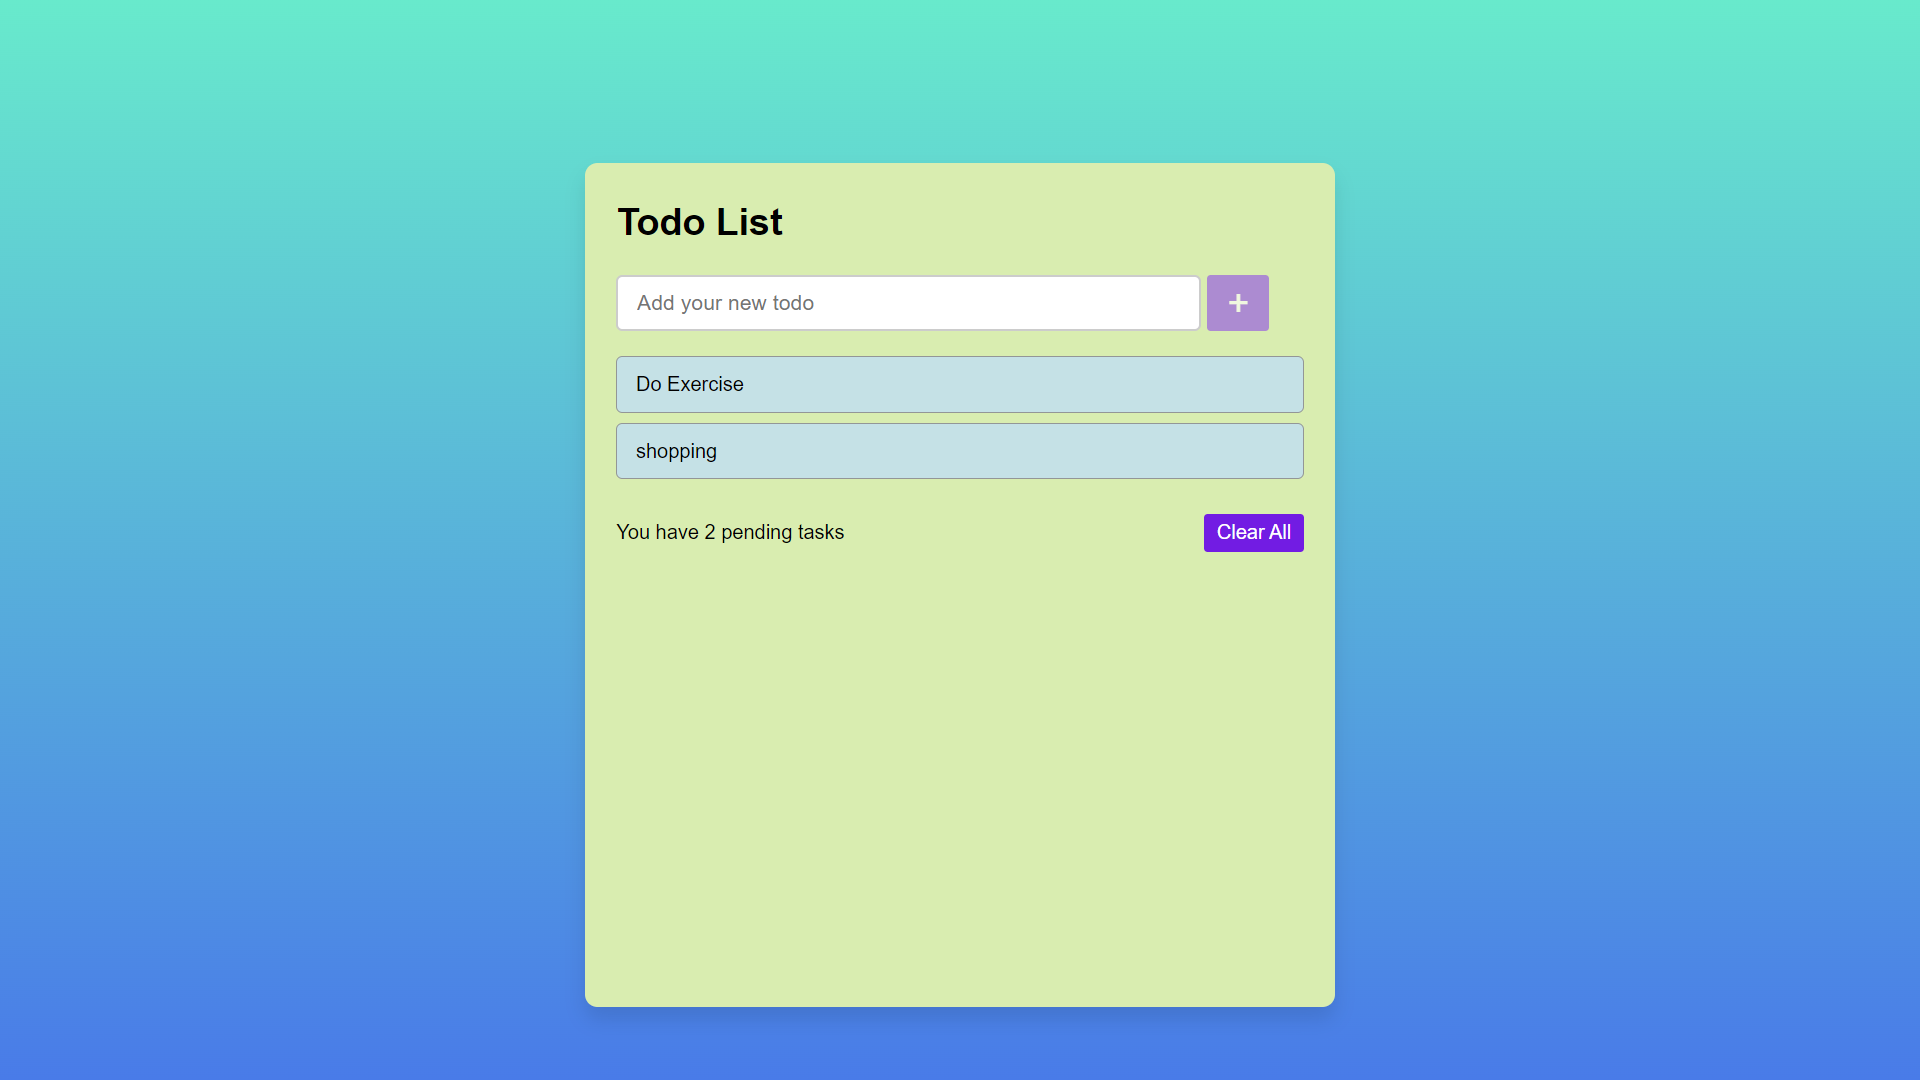 Todo List
Add your new todo
+
Do Exercise
shopping
You have 2 pending tasks
Clear All